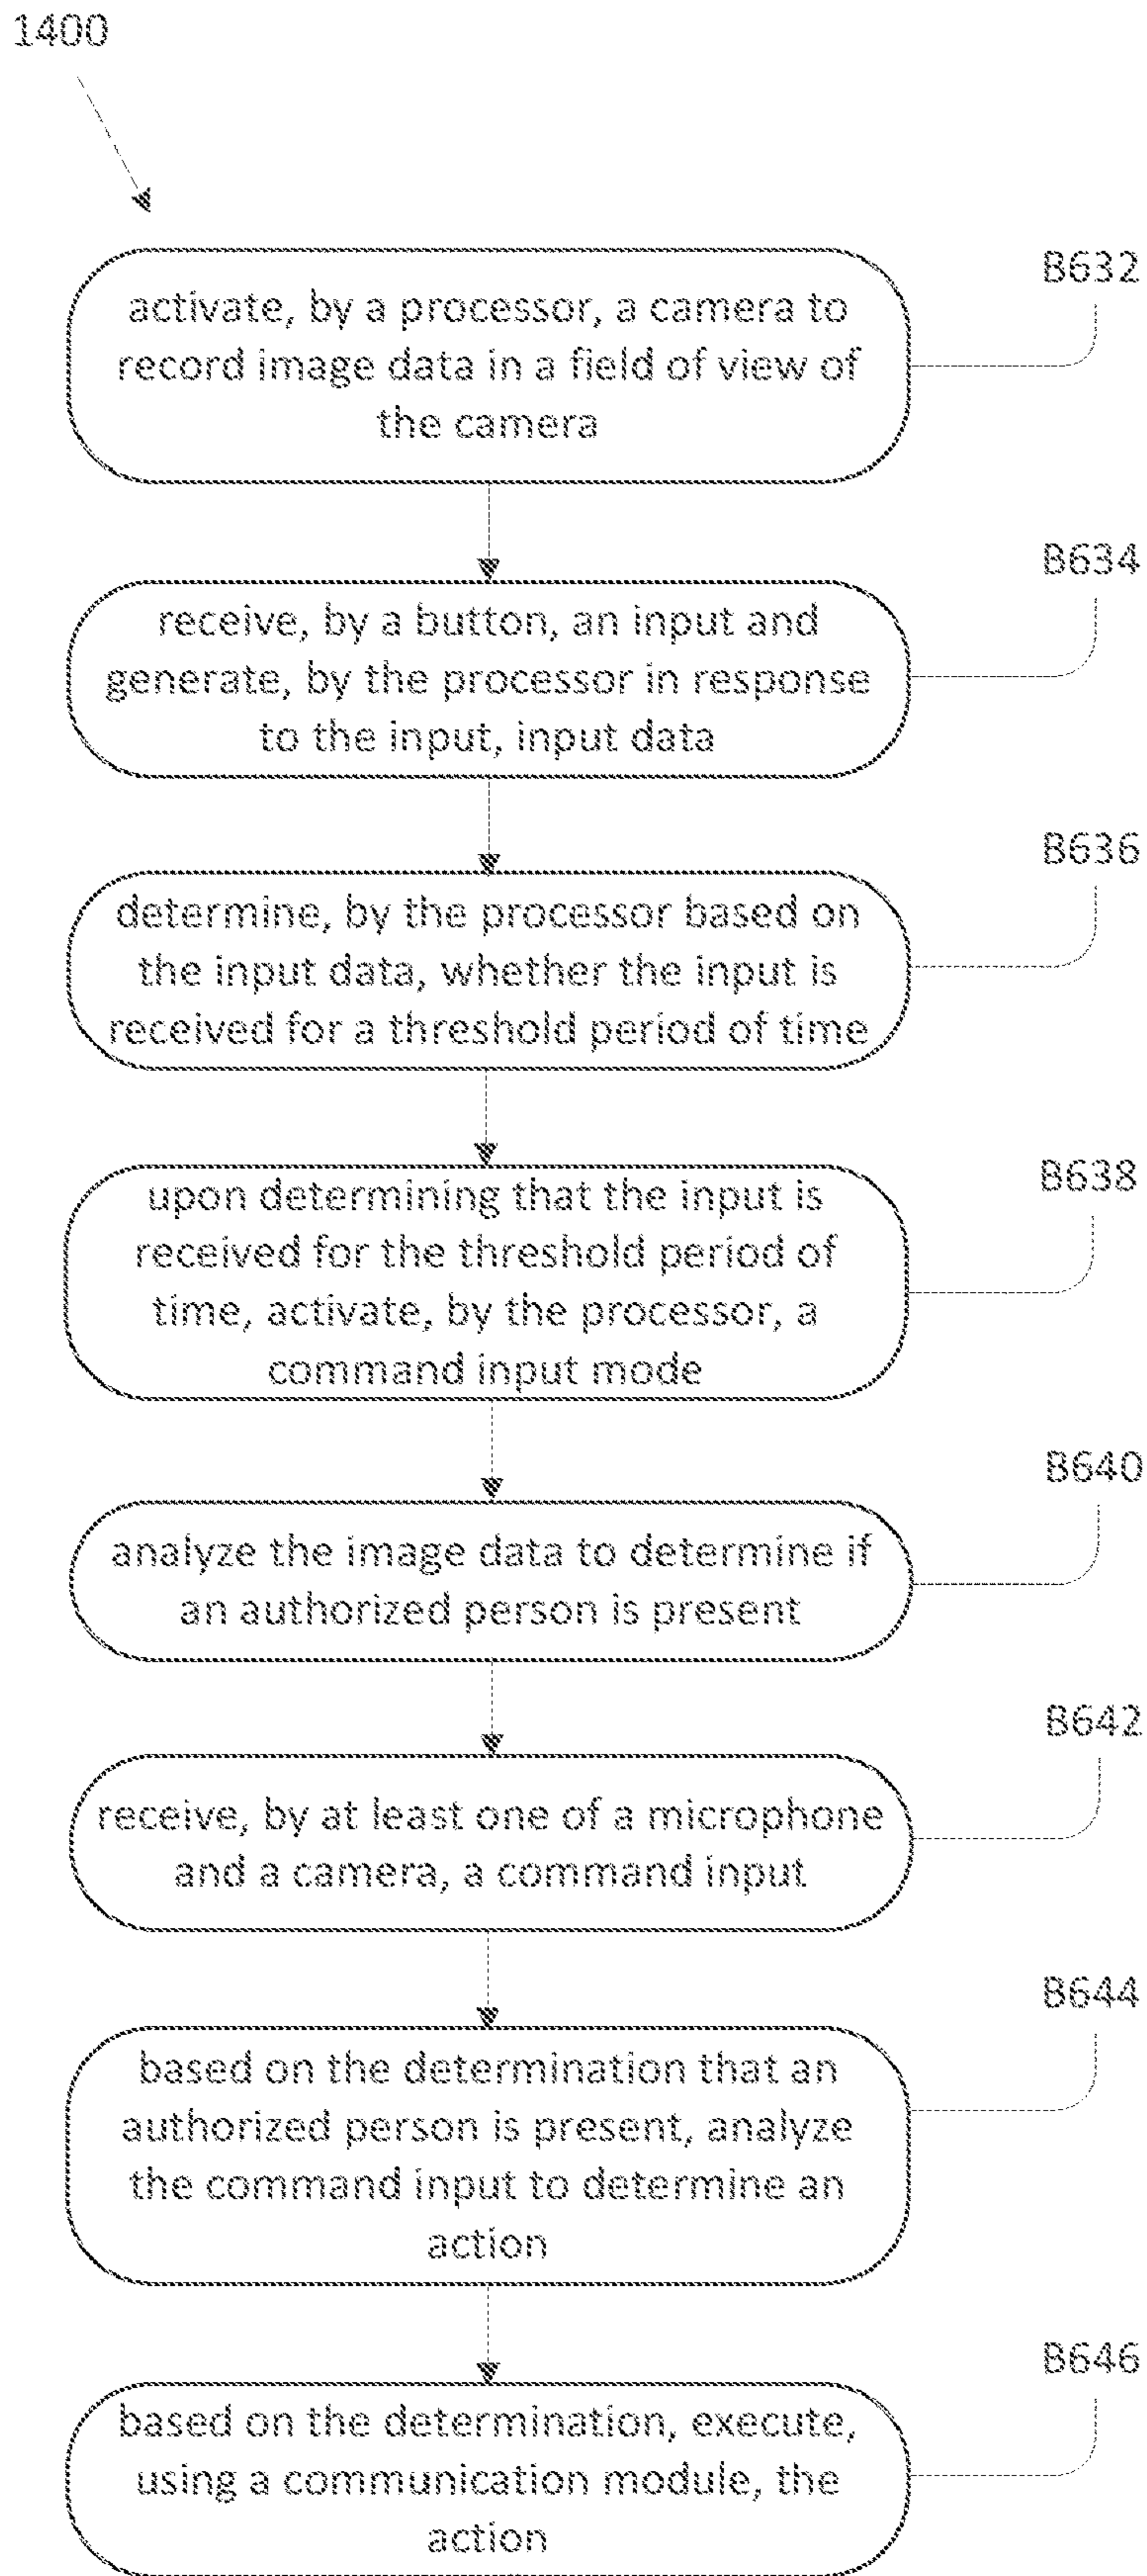 1400
B632
activate, by a processor, a camera to
record image data in a field of view of
the camera
B634
receive, by a button, an input and
generate, by the processor in response
to the input, input data
B636
determine, by the processor based on
the input data, whether the input is
received for a threshold period of time
B638
upon determining that the input is
received for the threshold period of
time, activate, by the processor, a
command input mode
B640
analyze the image data to determine if
an authorized person is present
B642
receive, by at least one of a microphone
and a camera, a command input
B644
based on the determination that an
authorized person is present, analyze
the command input to determine an
action
B646
based on the determination, execute,
using a communication module, the
action